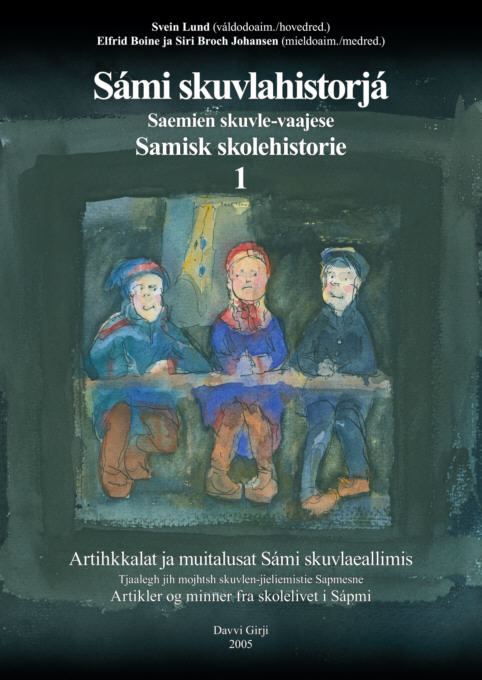 Svein Lund (váldodoaim./hovedred.)
Elfrid Boine ja Siri Broch Johansen (mieldoaim./medred.)
Sámi skuvlahistorjá
Saemien skuvle-vaajese
Samisk skolehistorie
1
Artihkkalat ja muitalusat Sámi skuvlaeallimis
Tjaalegh jih mojhtsh skuvlen-jieliemistie Sapmesne
Artikler og minner fra skolelivet i Sápmi
Davvi Girji
2005